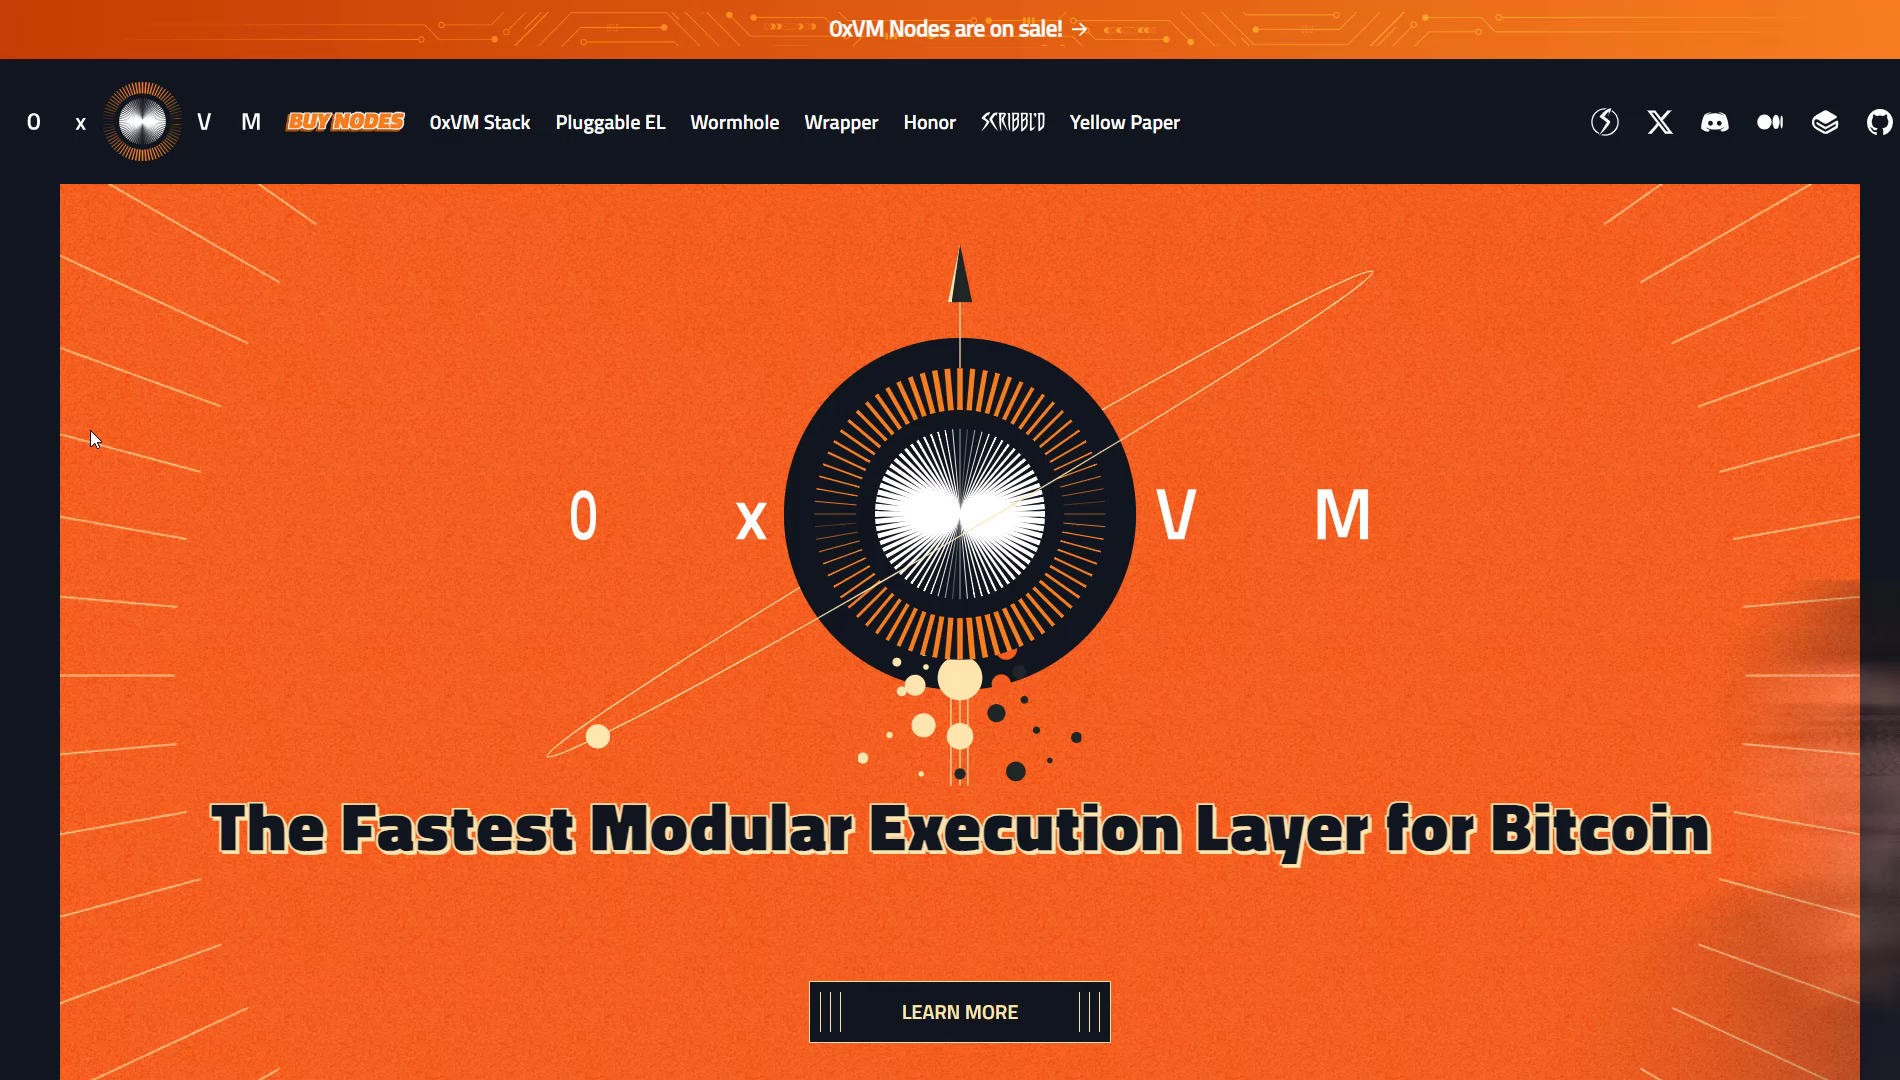 0xVM Nodes are on sale! →
0 x V M BUY NODES 0xVM Stack Pluggable EL Wormhole Wrapper Honor SCRIBBL'D Yellow Paper
0 x V M
The Fastest Modular Execution Layer for Bitcoin
LEARN MORE